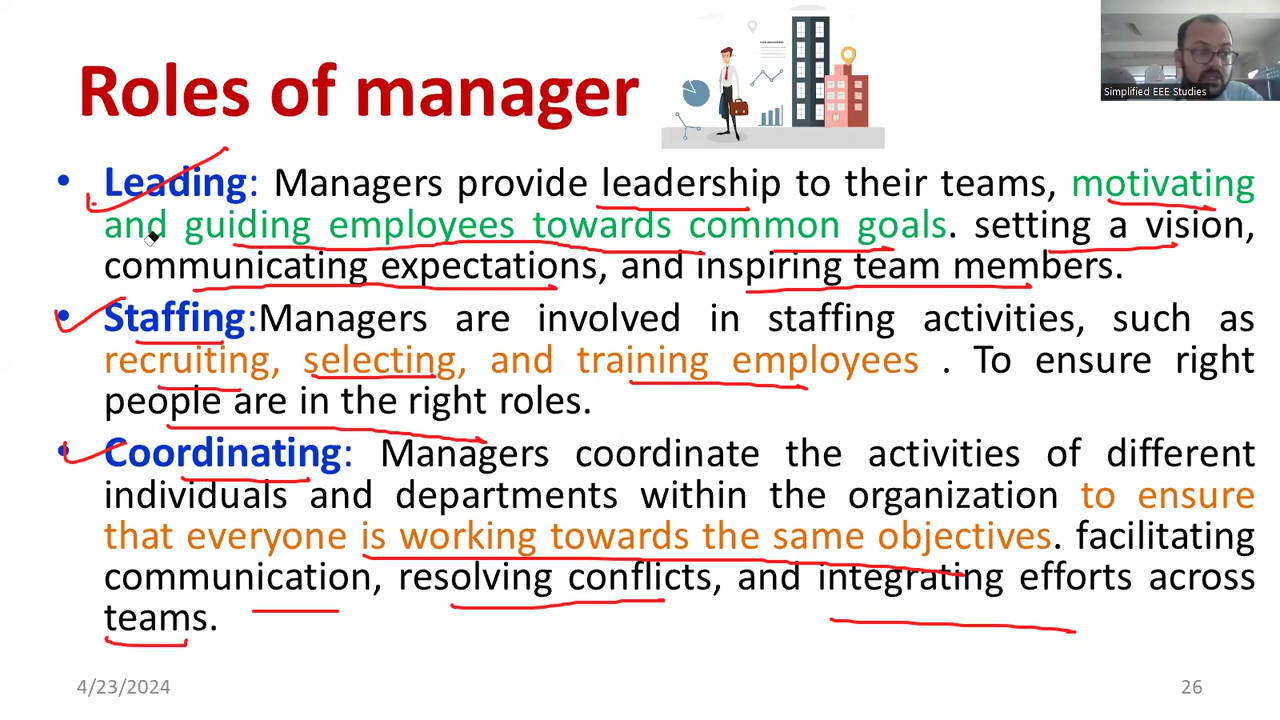 Roles of manager
Simplified EEE Studies
• Leading: Managers provide leadership to their teams, motivating
and guiding employees towards common goals. setting a vision,
communicating expectations, and inspiring team members.
• Staffing:Managers are involved in staffing activities, such as
recruiting, selecting, and training employees . To ensure right
people are in the right roles.
• Coordinating: Managers coordinate the activities of different
individuals and departments within the organization to ensure
that everyone is working towards the same objectives. facilitating
communication, resolving conflicts, and integrating efforts across
teams.
4/23/2024
26